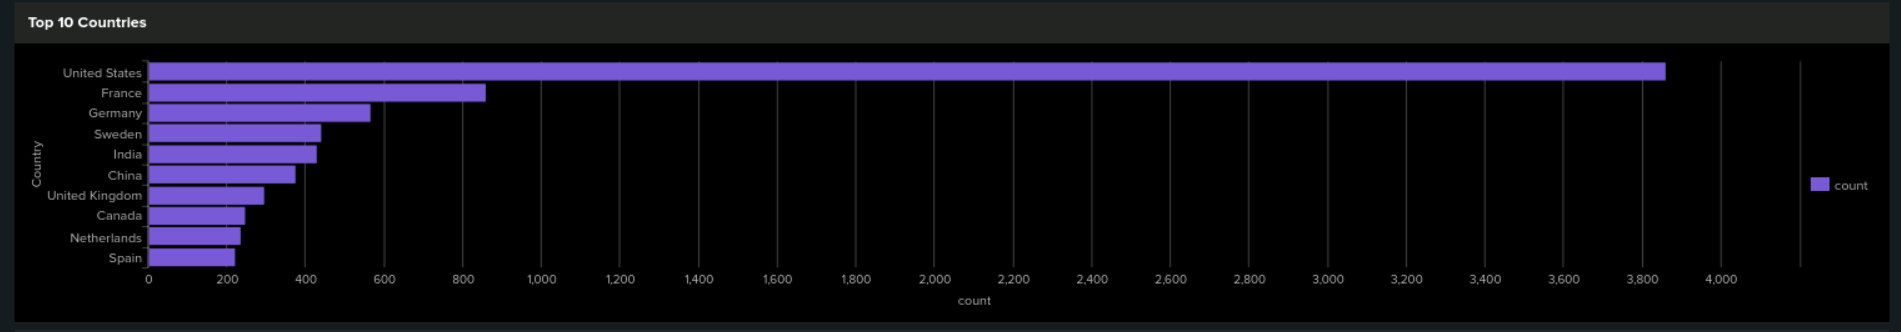 Top 10 Countries
Country
United States
France
Germany
Sweden
India
China
United Kingdom
Canada
Netherlands
Spain
0 200 400 600 800 1,000 1,200 1,400 1,600 1,800 2,000 2,200 2,400 2,600 2,800 3,000 3,200 3,400 3,600 3,800 4,000
count
count